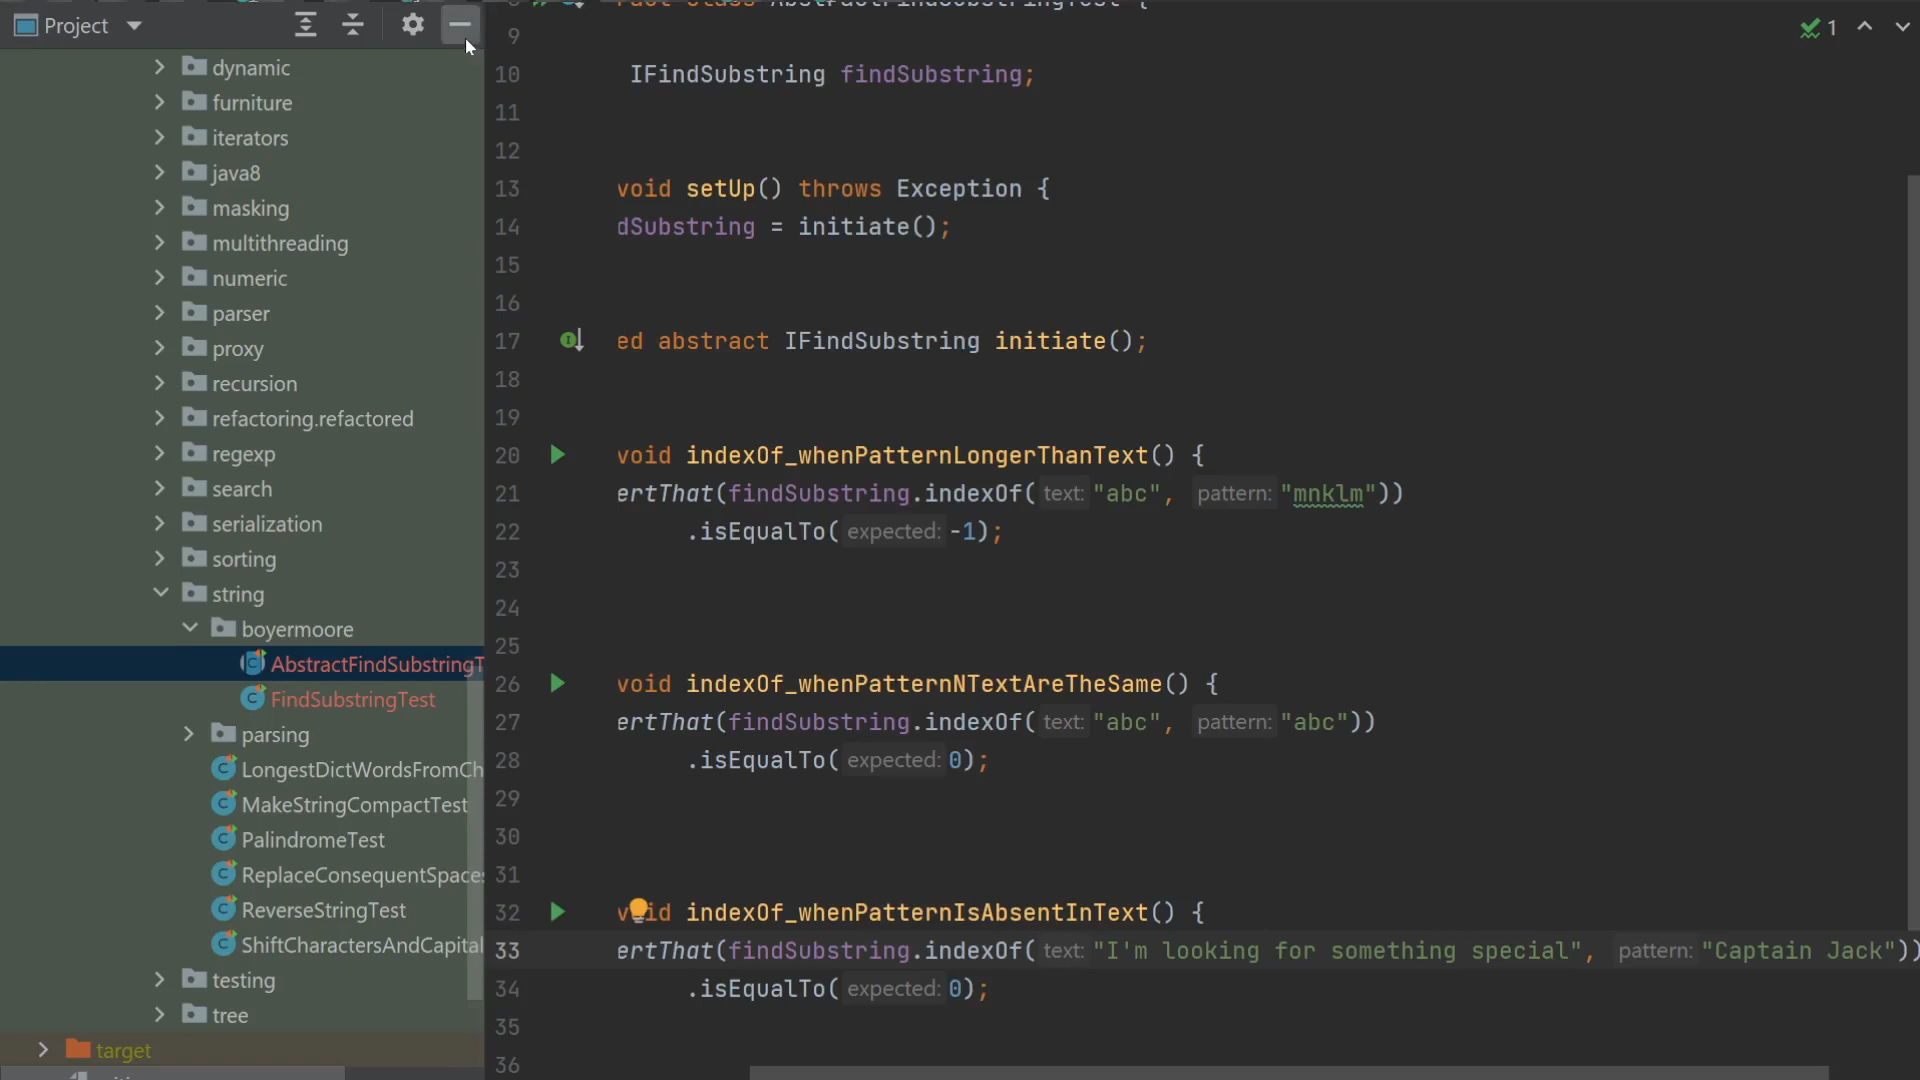 Project
dynamic
furniture
iterators
java8
masking
multithreading
numeric
parser
proxy
recursion
refactoring.refactored
regexp
search
serialization
sorting
string
boyermoore
AbstractFindSubstringT
FindSubstringTest
parsing
LongestDictWordsFromCh
MakeStringCompactTest
PalindromeTest
ReplaceConsequentSpaces
ReverseStringTest
ShiftCharactersAndCapital
testing
tree
target
1
9
10 IFindSubstring findSubstring;
11
12
13 void setUp() throws Exception {
14 dSubstring = initiate();
15
16
17 ed abstract IFindSubstring initiate();
18
19
20 void indexOf_whenPatternLongerThanText() {
21 ertThat(findSubstring.indexOf( text: "abc", pattern: "mnklm"))
22 .isEqualTo( expected: -1);
23
24
25
26 void indexOf_whenPatternNTextAreTheSame() {
27 ertThat(findSubstring.indexOf( text: "abc", pattern: "abc"))
28 .isEqualTo( expected: 0);
29
30
31
32 void indexOf_whenPatternIsAbsentInText() {
33 ertThat(findSubstring.indexOf( text: "I'm looking for something special", pattern: "Captain Jack"))
34 .isEqualTo( expected: 0);
35
36